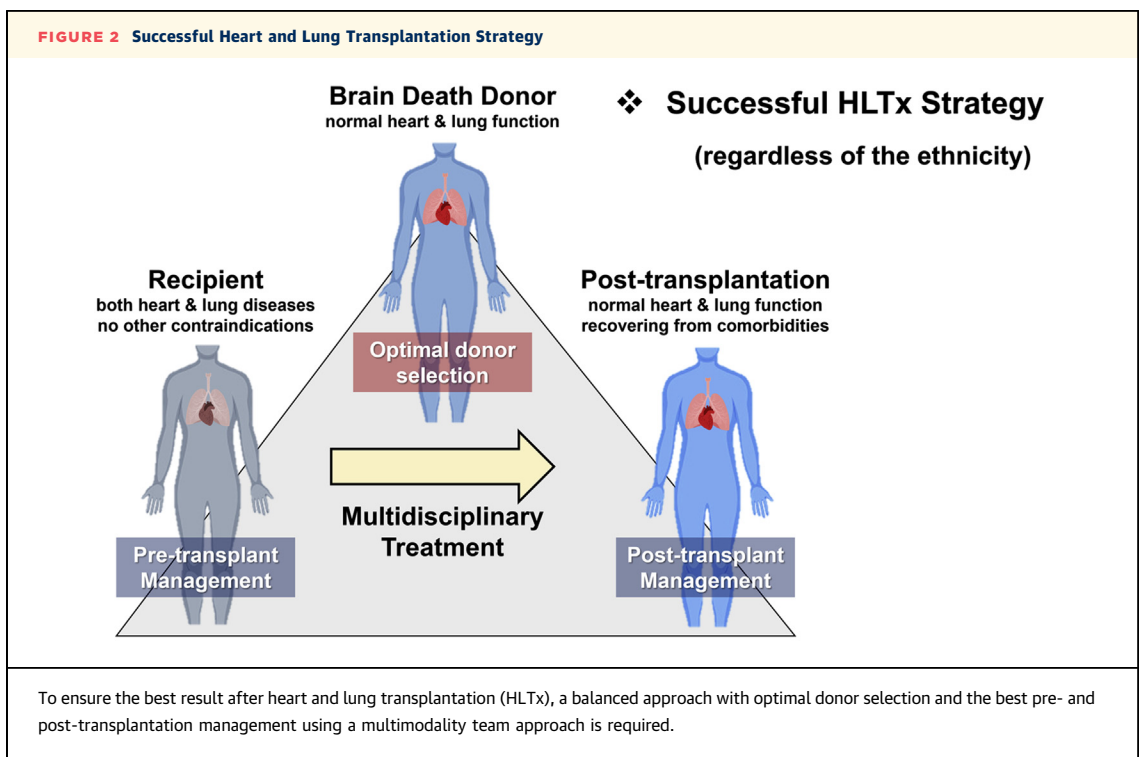 FIGURE 2 Successful Heart and Lung Transplantation Strategy
Brain Death Donor
normal heart & lung function
❖ Successful HLTx Strategy
(regardless of the ethnicity)
Recipient
both heart & lung diseases
no other contraindications
Post-transplantation
normal heart & lung function
recovering from comorbidities
Optimal donor
selection
Multidisciplinary
Treatment
Pre-transplant
Management
Post-transplant
Management
To ensure the best result after heart and lung transplantation (HLTx), a balanced approach with optimal donor selection and the best pre- and
post-transplantation management using a multimodality team approach is required.